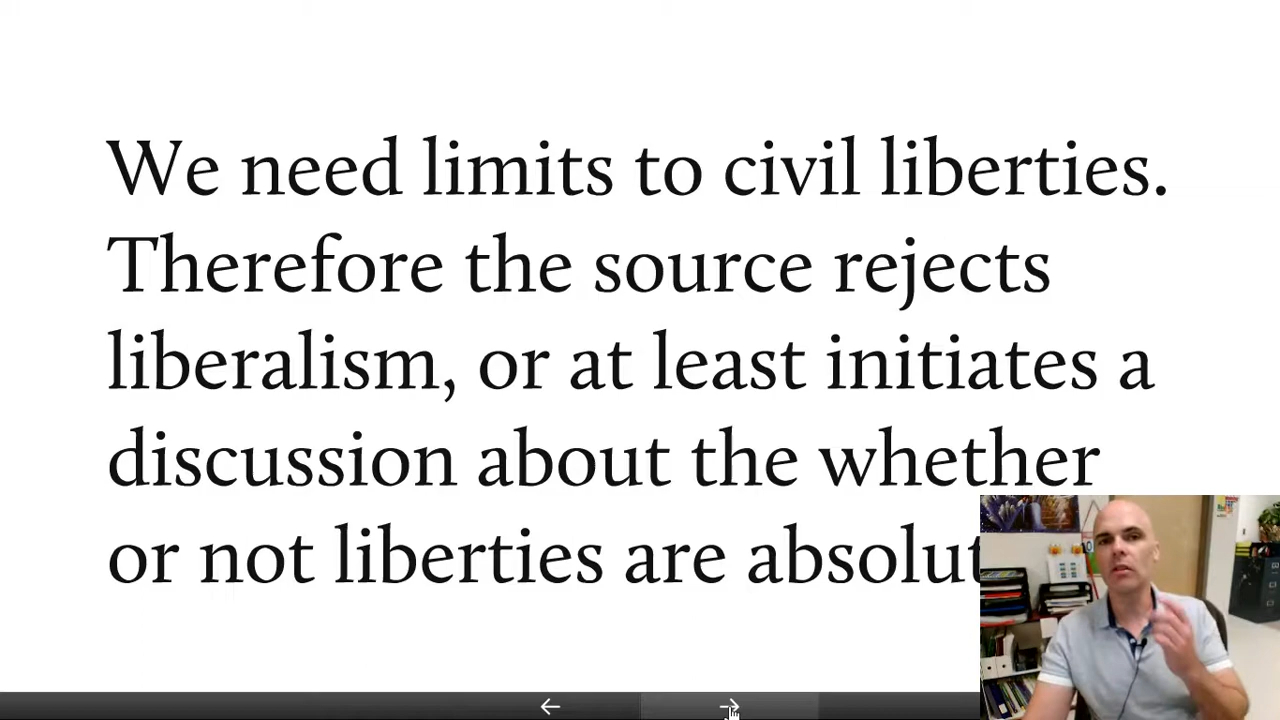 We need limits to civil liberties.
Therefore the source rejects
liberalism, or at least initiates a
discussion about the whether
or not liberties are absolut